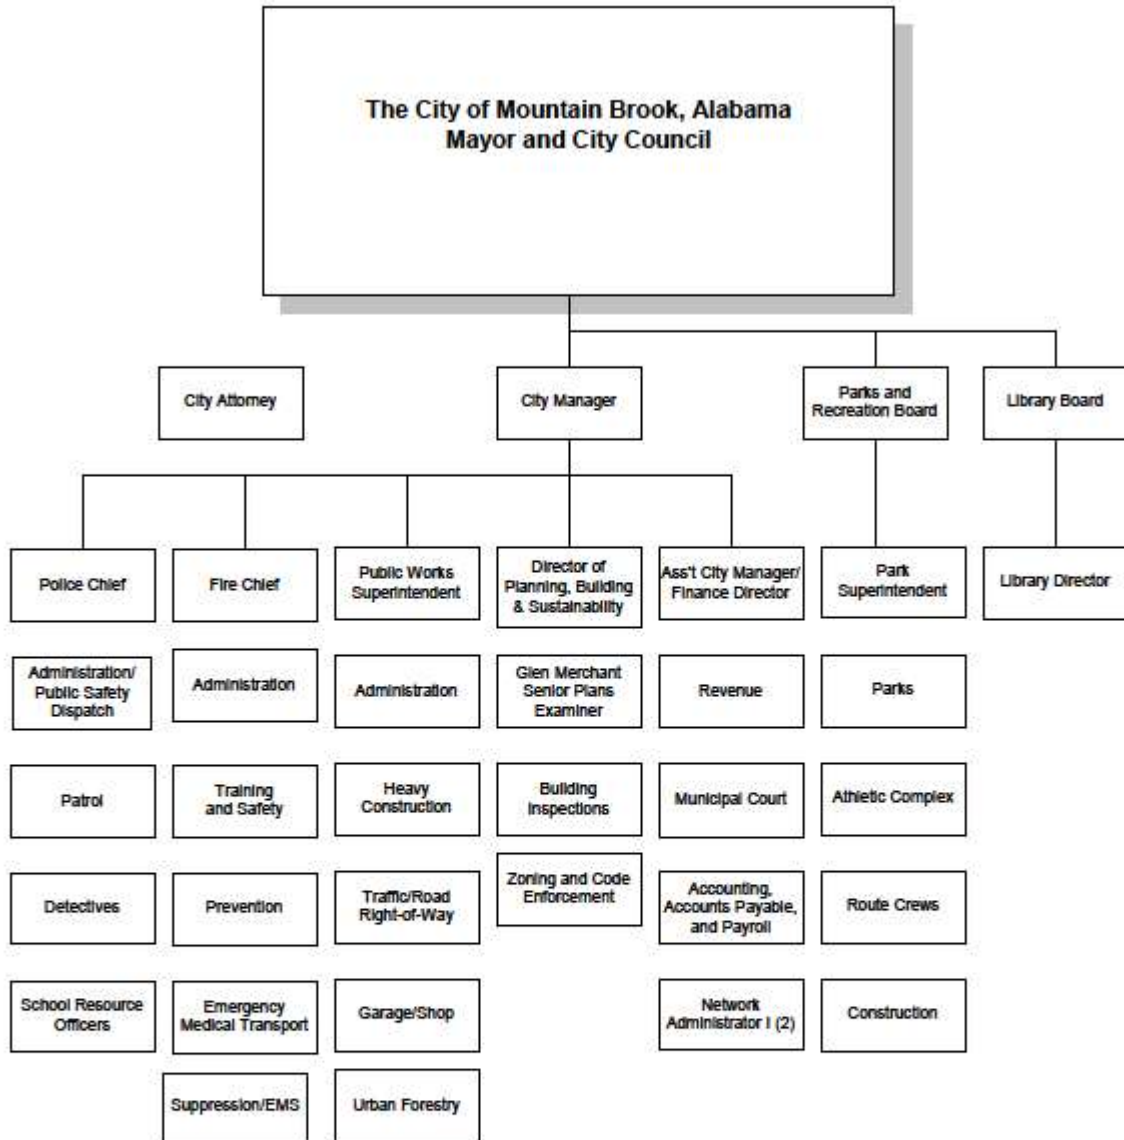 The City of Mountain Brook, Alabama
Mayor and City Council
City Attorney
City Manager
Parks and
Recreation Board
Library Board
Police Chief
Fire Chief
Public Works
Superintendent
Director of
Planning, Building
& Sustainability
Ass't City Manager/
Finance Director
Park
Superintendent
Library Director
Administration/
Public Safety
Dispatch
Administration
Administration
Glen Merchant
Senior Plans
Examiner
Revenue
Parks
Patrol
Training
and Safety
Heavy
Construction
Building
Inspections
Municipal Court
Athletic Complex
Detectives
Prevention
Traffic/Road
Right-of-Way
Zoning and Code
Enforcement
Accounting,
Accounts Payable,
and Payroll
Route Crews
School Resource
Officers
Emergency
Medical Transport
Garage/Shop
Network
Administrator I (2)
Construction
Suppression/EMS
Urban Forestry